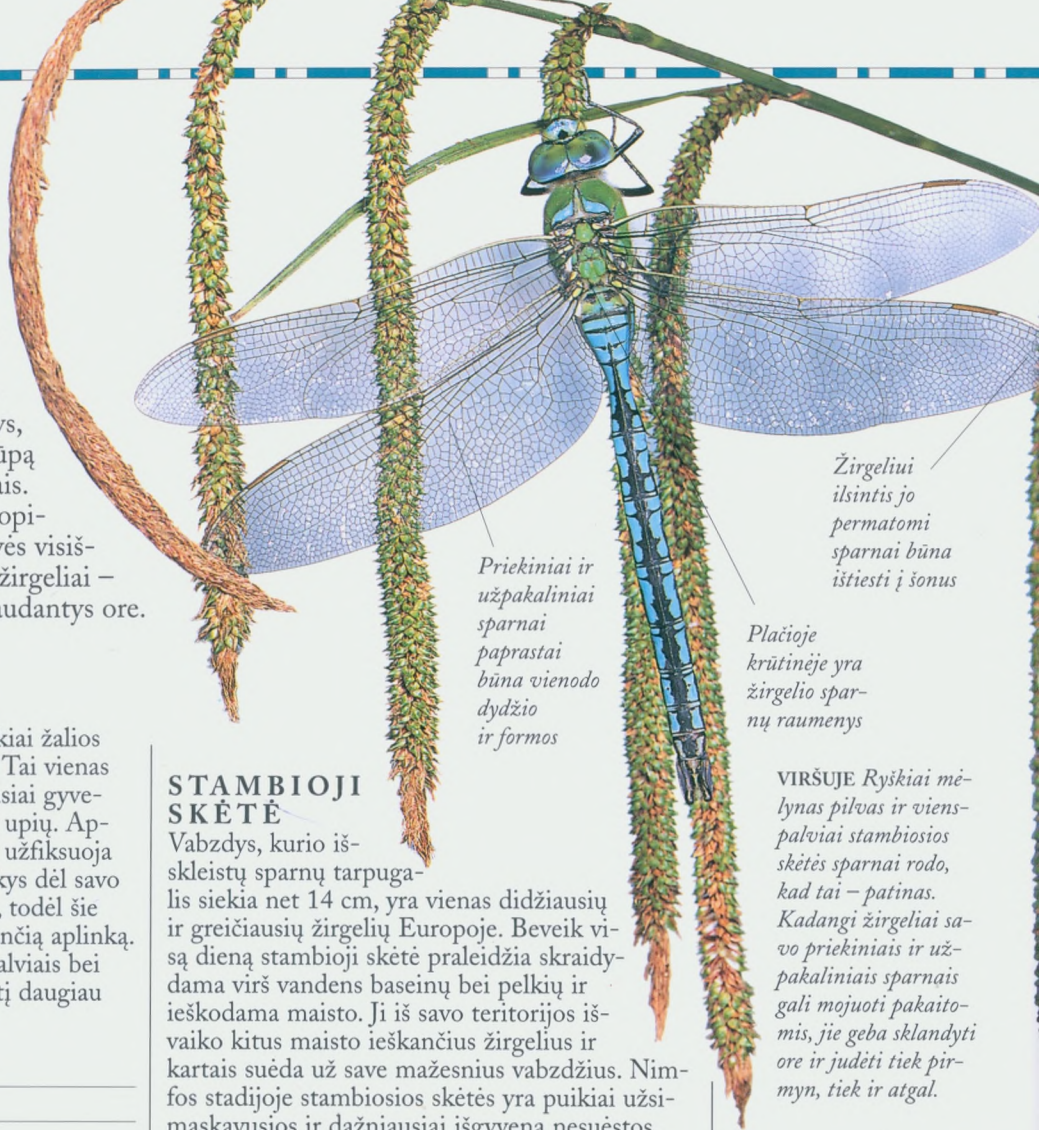 ūpą
ais.
opi-
vės visiš-
žirgeliai –
audantys ore.
kiai žalios
Tai vienas
siai gyve-
upių. Ap-
užfiksuoja
kys dėl savo
, todėl šie
nčią aplinką.
alviais bei
tį daugiau
STAMBIOJI
SKĖTĖ
Vabzdys, kurio iš-
skleistų sparnų tarpuga-
lis siekia net 14 cm, yra vienas didžiausių
ir greičiausių žirgelių Europoje. Beveik vi-
są dieną stambioji skėtė praleidžia skraidy-
dama virš vandens baseinų bei pelkių ir
ieškodama maisto. Ji iš savo teritorijos iš-
vaiko kitus maisto ieškančius žirgelius ir
kartais suėda už save mažesnius vabzdžius. Nim-
fos stadijoje stambiosios skėtės yra puikiai užsi-
maskavusios ir dažniausiai išgyvena nesuėstos
Priekiniai ir
užpakaliniai
sparnai
paprastai
būna vienodo
dydžio
ir formos
Žirgeliui
ilsintis jo
permatomi
sparnai būna
ištiesti į šonus
Plačioje
krūtinėje yra
žirgelio spar-
nų raumenys
VIRŠUJE Ryškiai mė-
lynas pilvas ir viens-
palviai stambiosios
skėtės sparnai rodo,
kad tai – patinas.
Kadangi žirgeliai sa-
vo priekiniais ir už-
pakaliniais sparnais
gali mojuoti pakaito-
mis, jie geba sklandyti
ore ir judėti tiek pir-
myn, tiek ir atgal.